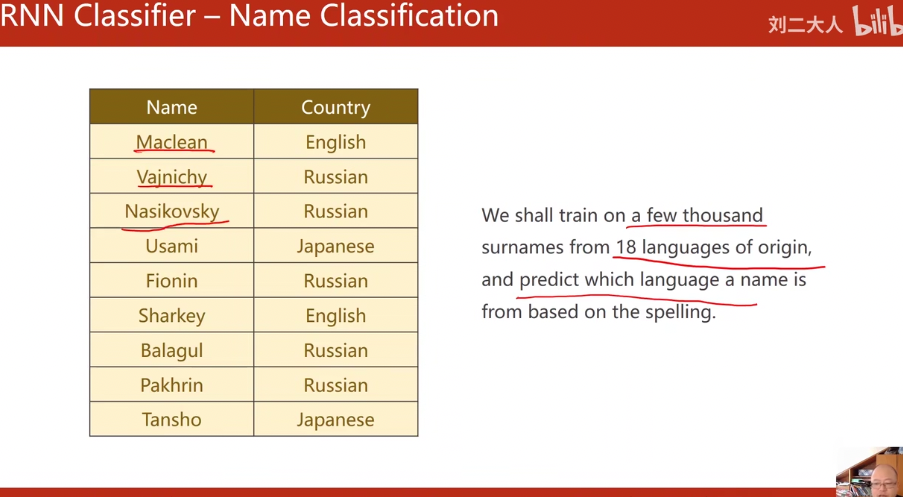 RNN Classifier – Name Classification
刘二大人 bilib
Name Country
Maclean English
Vajnichy Russian
Nasikovsky Russian
Usami Japanese
Fionin Russian
Sharkey English
Balagul Russian
Pakhrin Russian
Tansho Japanese
We shall train on a few thousand
surnames from 18 languages of origin,
and predict which language a name is
from based on the spelling.